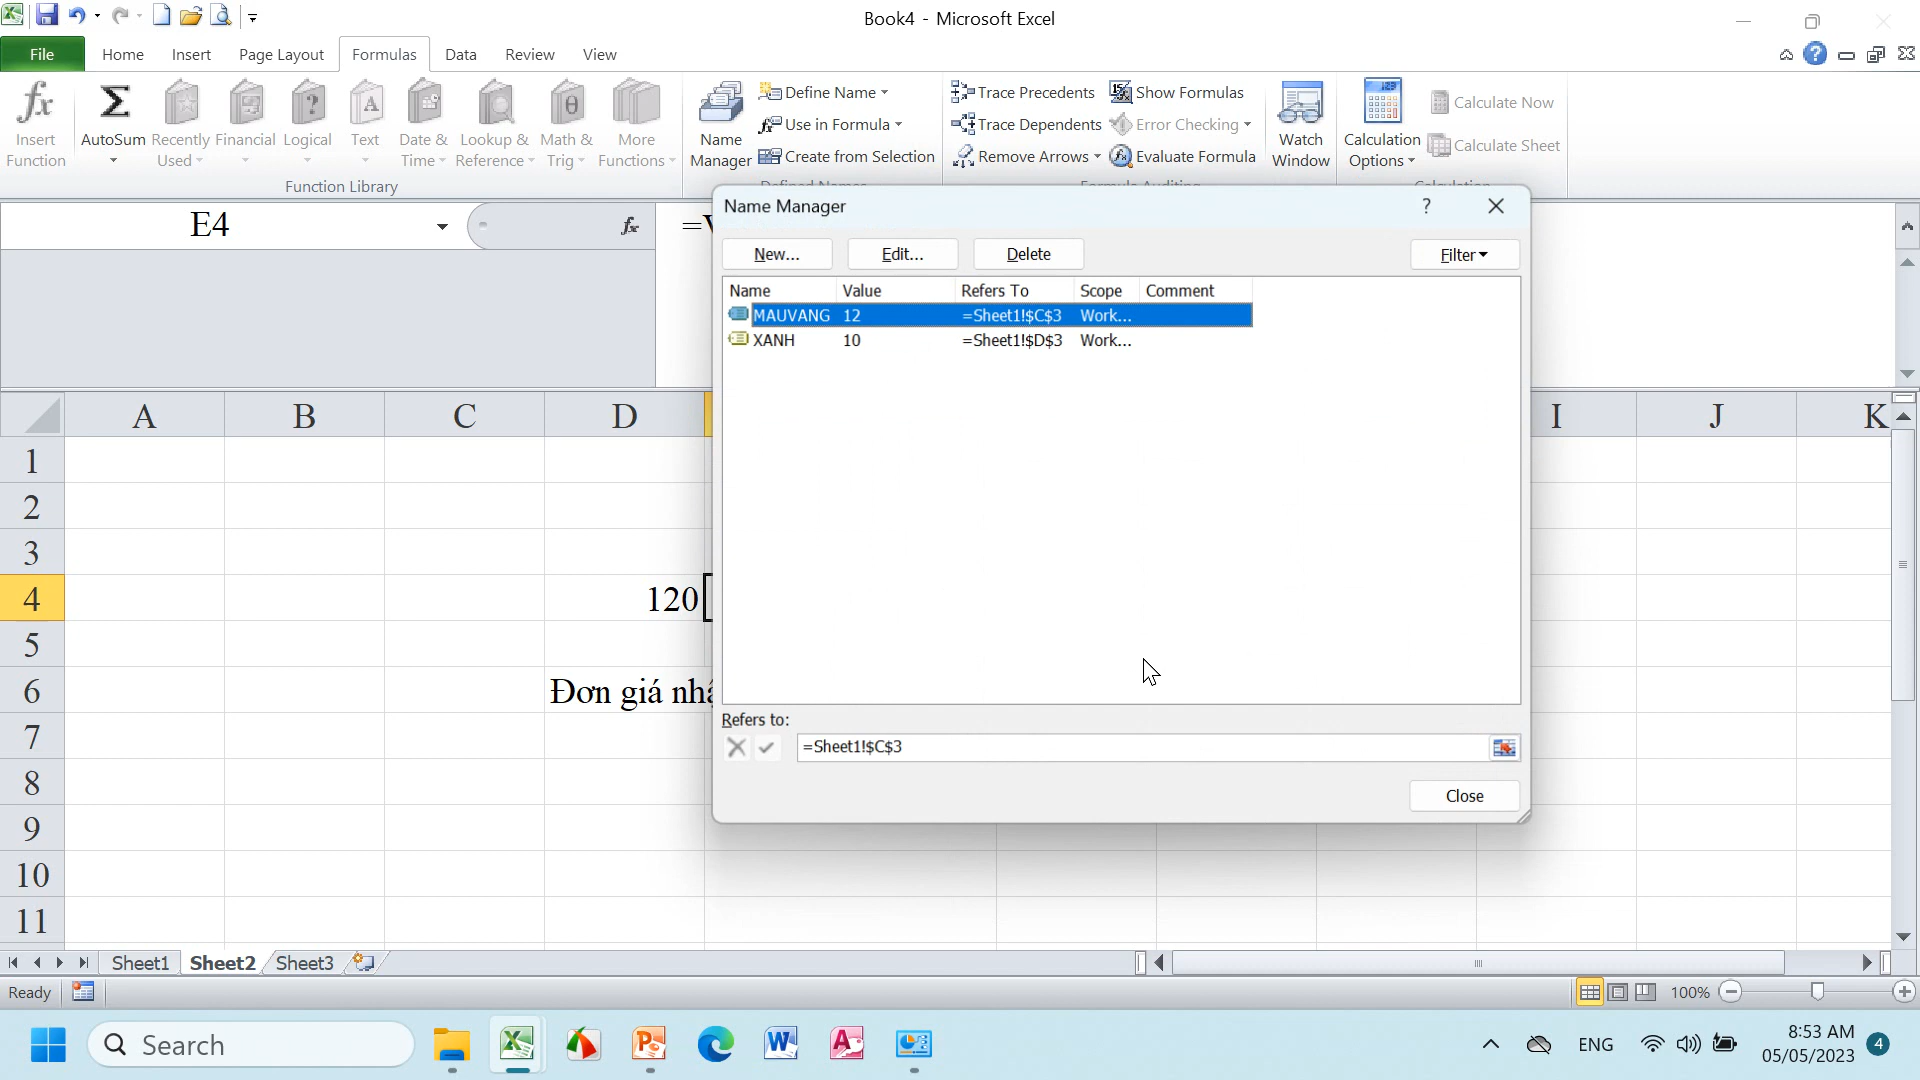 Book4 - Microsoft Excel
File Home Insert Page Layout Formulas Data Review View
fx Insert Function
Σ AutoSum
Recently Used
Financial
Logical
Text
Date & Time
Lookup & Reference
Math & Trig
More Functions
Function Library
Name Manager
Define Name
Use in Formula
Create from Selection
Trace Precedents
Trace Dependents
Remove Arrows
Show Formulas
Error Checking
Evaluate Formula
Watch Window
Calculation Options
Calculate Now
Calculate Sheet
E4 fx
Name Manager ?
New... Edit... Delete Filter
Name Value Refers To Scope Comment
MAUVANG 12 =Sheet1!$C$3 Work...
XANH 10 =Sheet1!$D$3 Work...
Refers to:
=Sheet1!$C$3
Close
A B C D I J K
1
2
3
4 120
5
6 Đơn giá
7
8
9
10
11
Sheet1 Sheet2 Sheet3
Ready 100%
Search
ENG
8:53 AM
05/05/2023
4